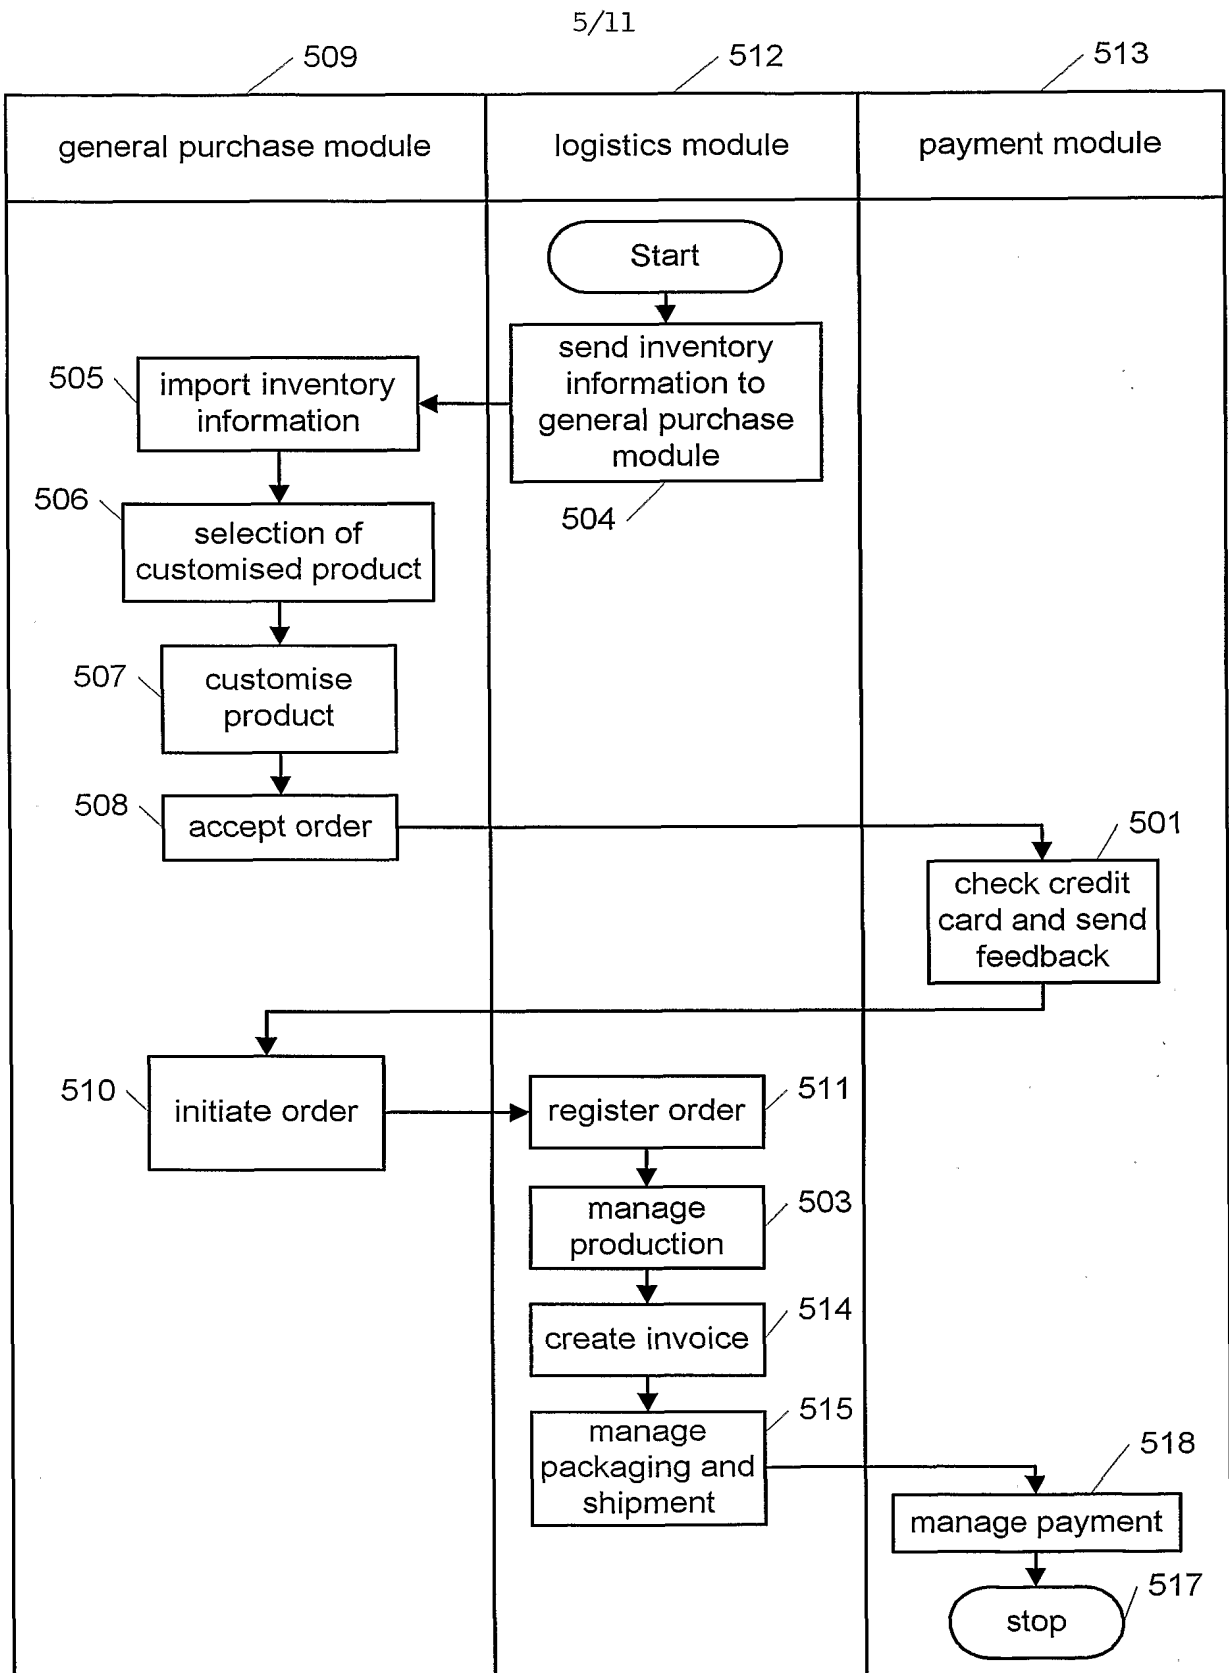 5/11
509
512
513
general purchase module
logistics module
payment module
Start
send inventory
information to
general purchase
module
504
505
import inventory
information
506
selection of
customised product
507
customise
product
508
accept order
501
check credit
card and send
feedback
510
initiate order
511
register order
503
manage
production
514
create invoice
515
manage
packaging and
shipment
518
manage payment
517
stop